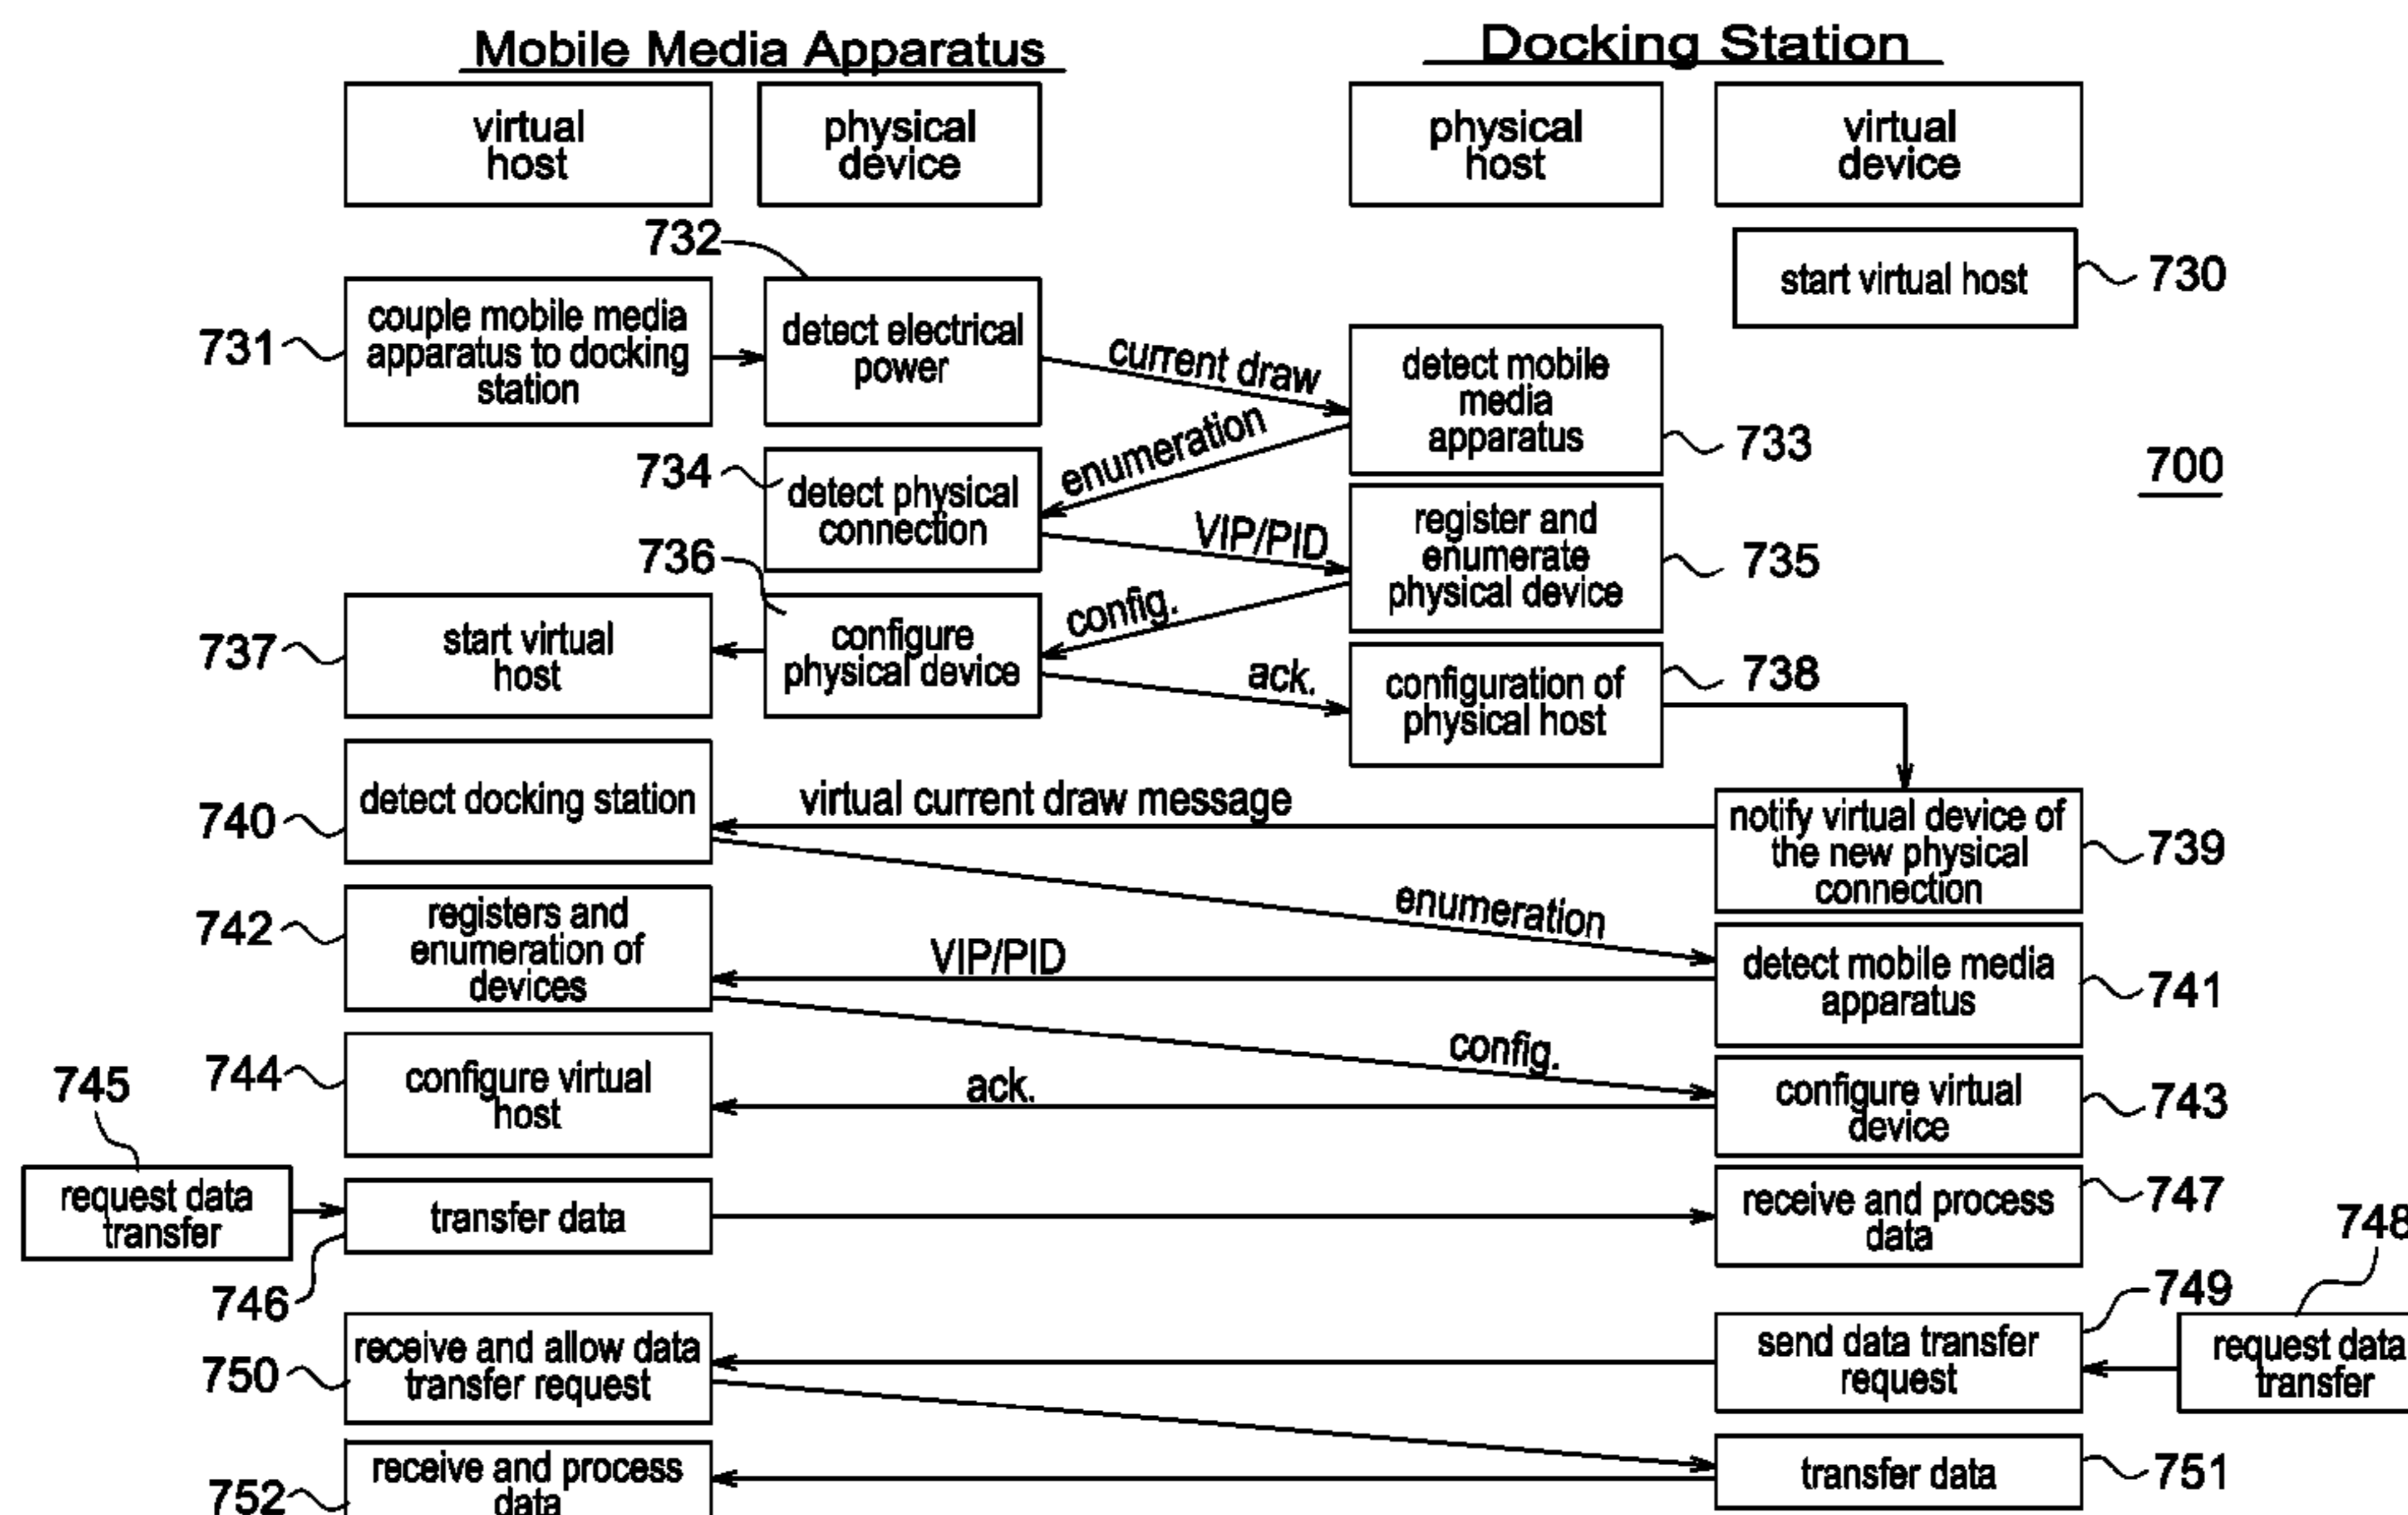 Mobile Media Apparatus
Docking Station
virtual
host
physical
device
physical
host
virtual
device
start virtual host
730
732
731
couple mobile media
apparatus to docking
station
detect electrical
power
current draw
detect mobile
media
apparatus
733
700
enumeration
734
detect physical
connection
VIP/PID
register and
enumerate
physical device
735
736
config.
737
start virtual
host
configure
physical device
ack.
configuration of
physical host
738
740
detect docking station
virtual current draw message
notify virtual device of
the new physical
connection
739
enumeration
742
registers and
enumeration of
devices
VIP/PID
detect mobile media
apparatus
741
config.
744
configure virtual
host
ack.
configure virtual
device
743
745
request data
transfer
transfer data
746
receive and process
data
747
748
749
750
receive and allow data
transfer request
send data transfer
request
request data
transfer
752
receive and process
data
transfer data
751